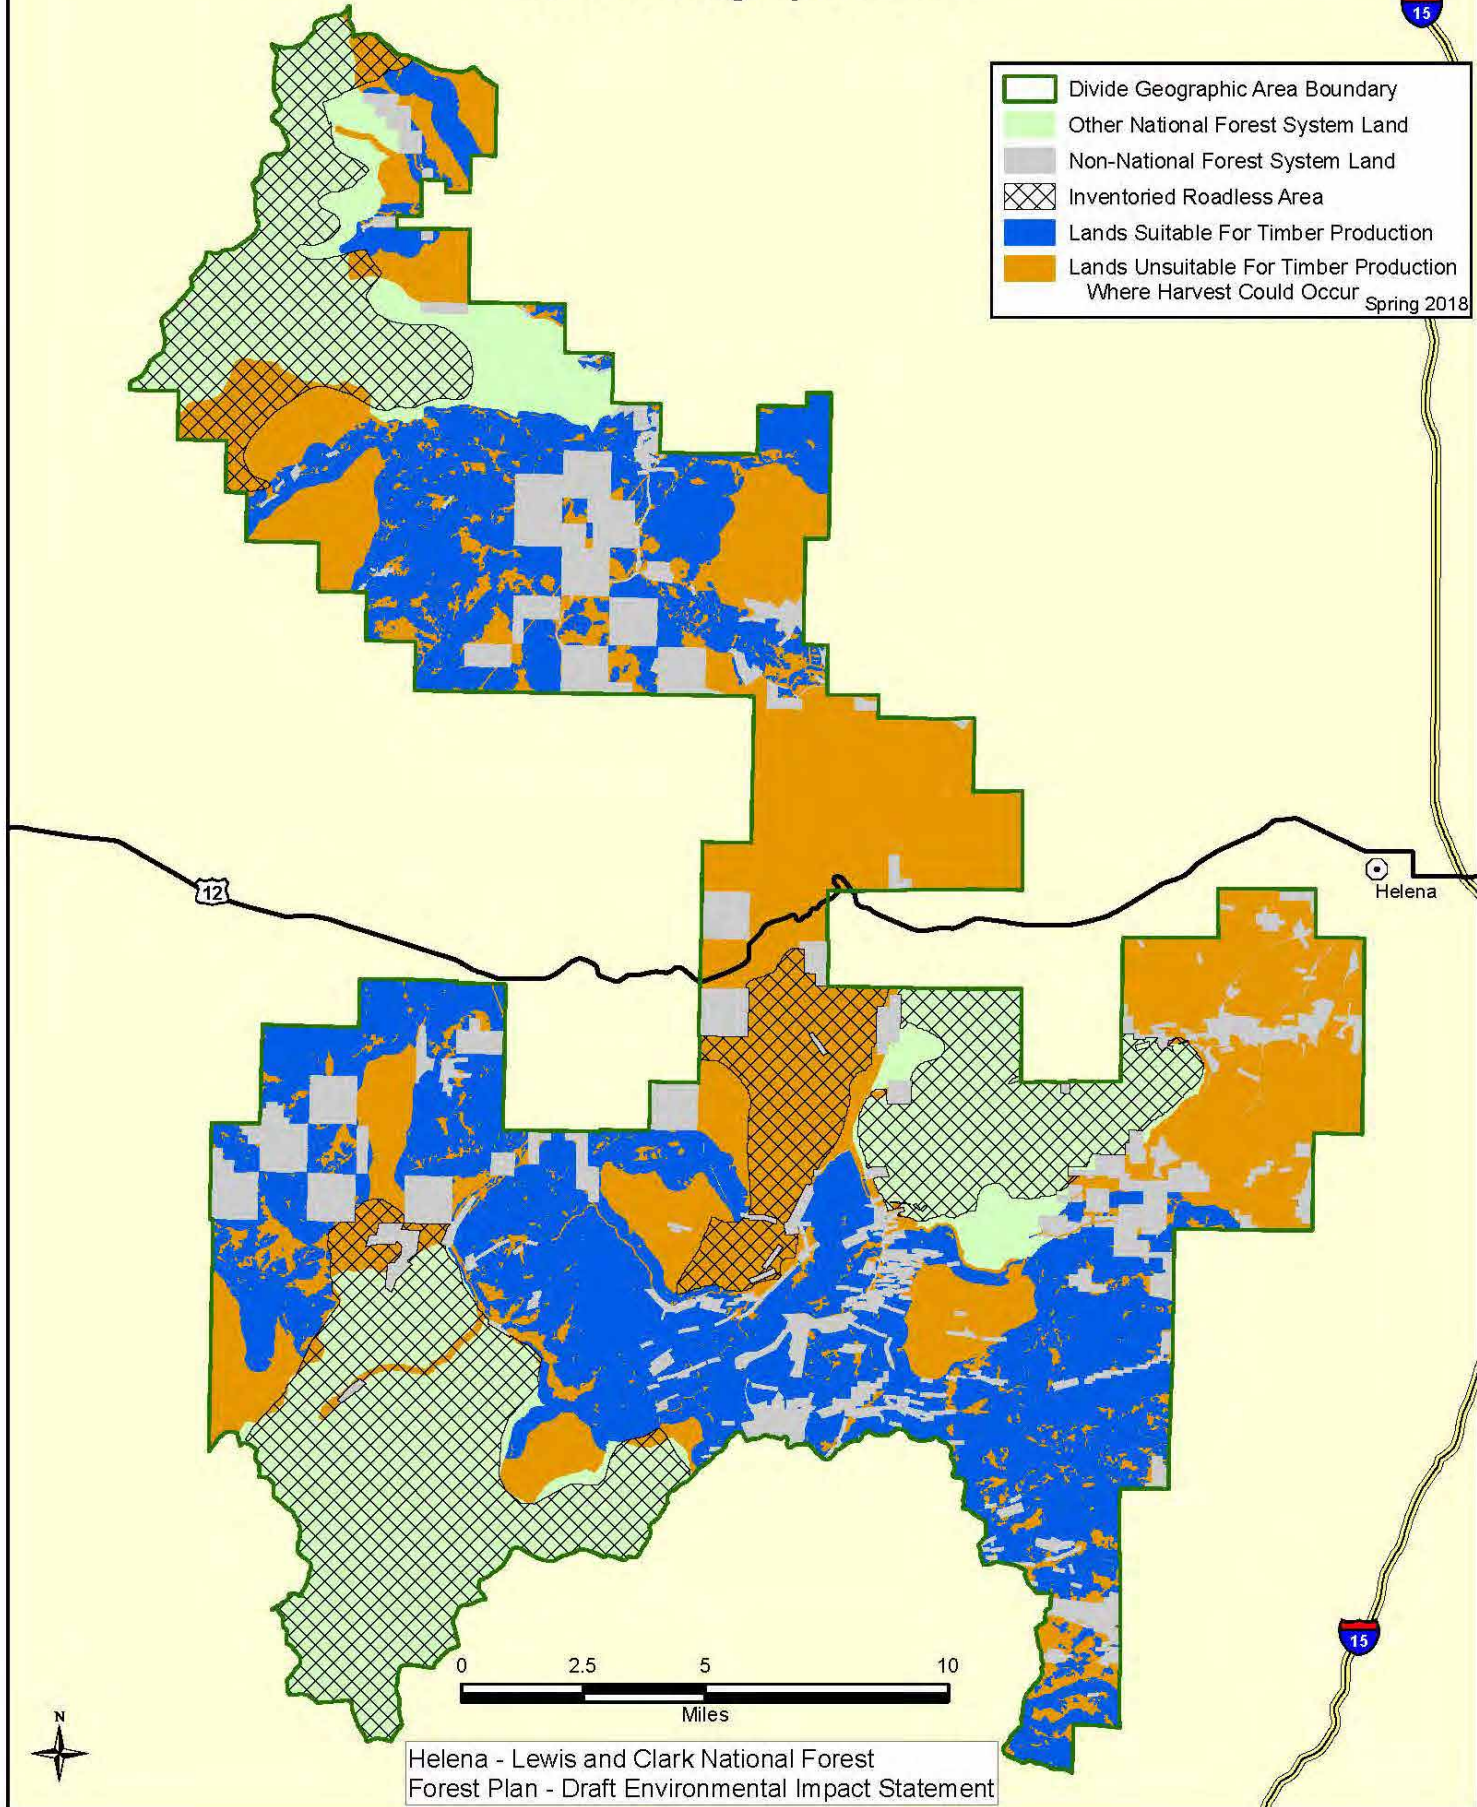 15
Divide Geographic Area Boundary
Other National Forest System Land
Non-National Forest System Land
Inventoried Roadless Area
Lands Suitable For Timber Production
Lands Unsuitable For Timber Production
Where Harvest Could Occur
Spring 2018
12
Helena
15
0 2.5 5 10
Miles
N
Helena - Lewis and Clark National Forest
Forest Plan - Draft Environmental Impact Statement